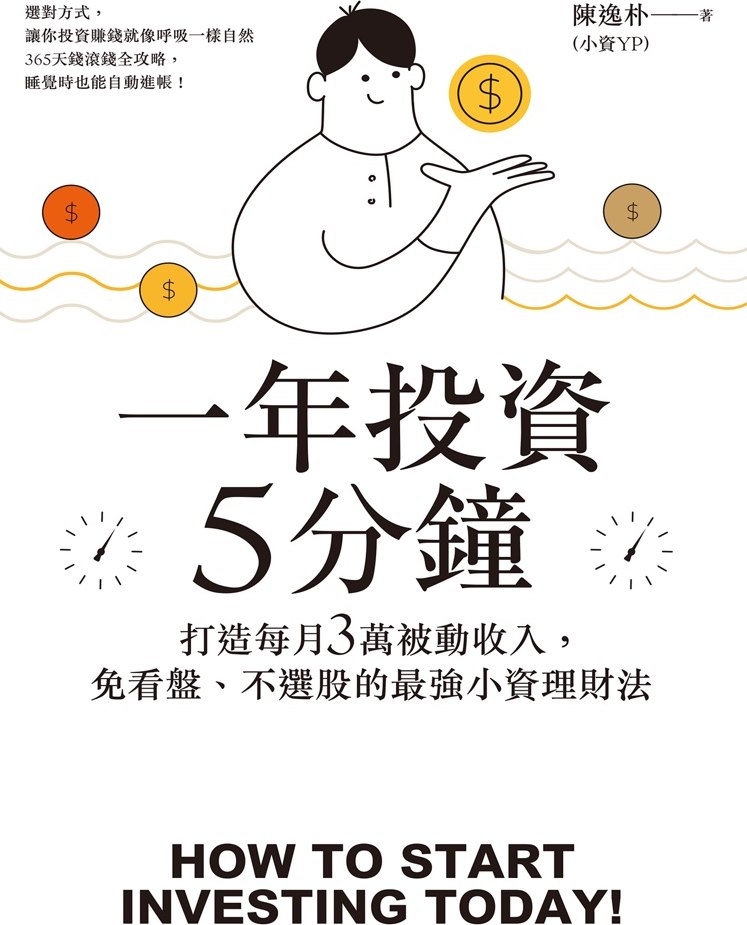 選對方式，
讓你投資賺錢就像呼吸一樣自然
365天錢滾錢全攻略，
睡覺時也能自動進帳！
陳逸朴——著
(小資YP)
$
$
$
$
一年投資
5分鐘
打造每月3萬被動收入，
免看盤、不選股的最強小資理財法
HOW TO START
INVESTING TODAY!